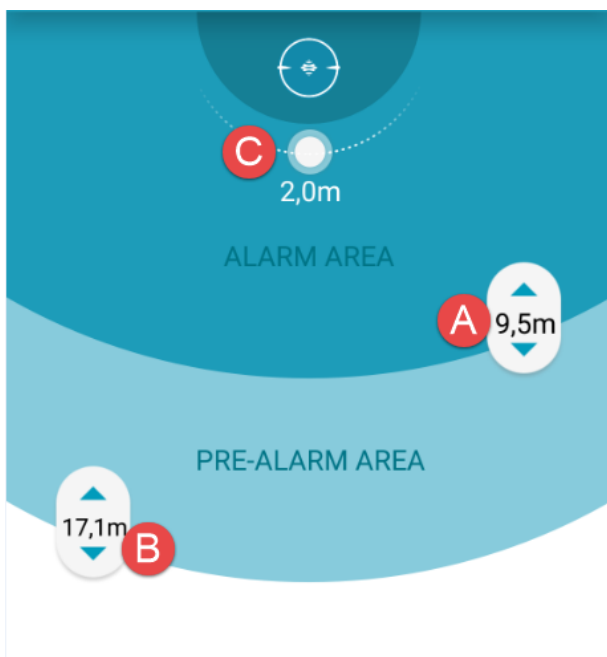 C
2,0m
ALARM AREA
A
9,5m
PRE-ALARM AREA
17,1m
B